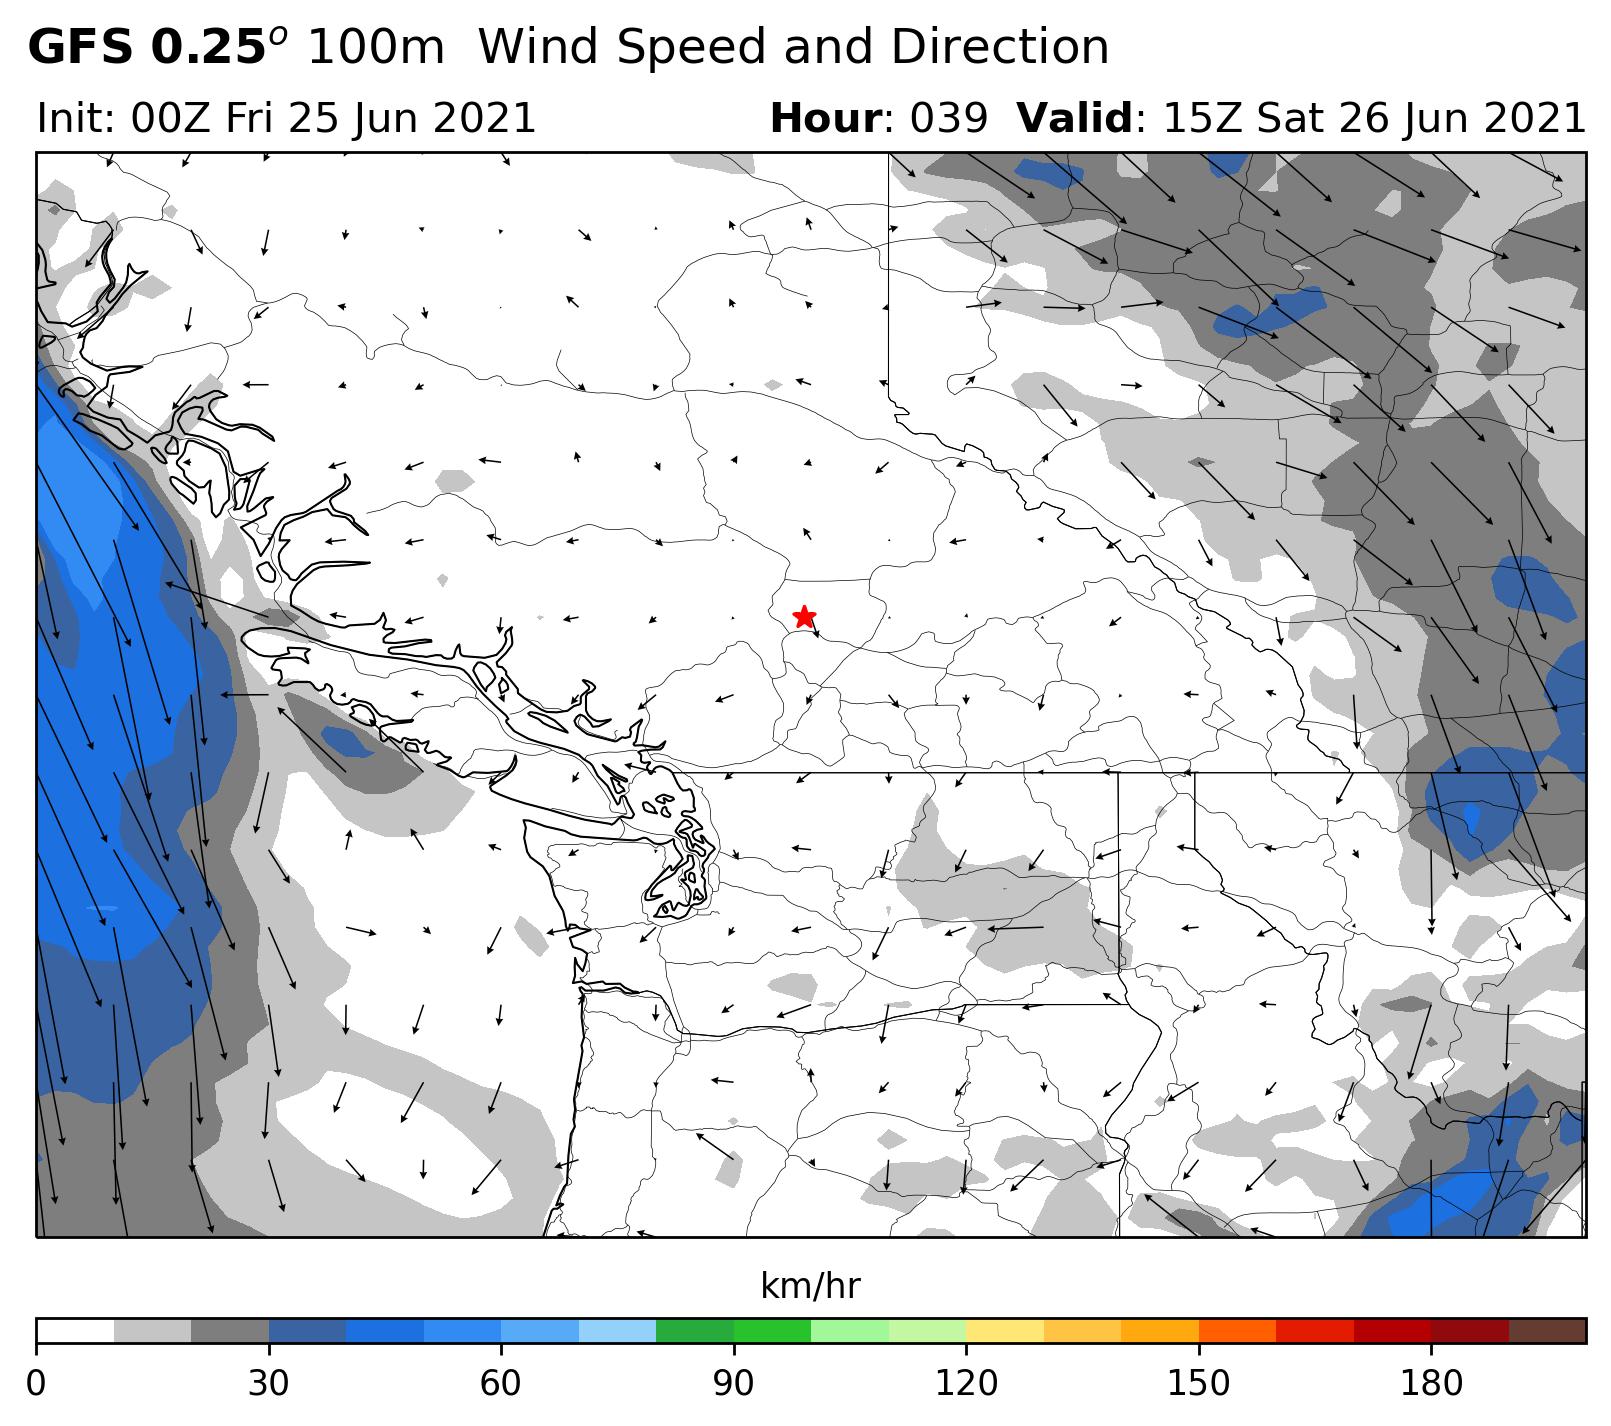 GFS 0.25° 100m Wind Speed and Direction
Init: 00Z Fri 25 Jun 2021 Hour: 039 Valid: 15Z Sat 26 Jun 2021
km/hr
0 30 60 90 120 150 180